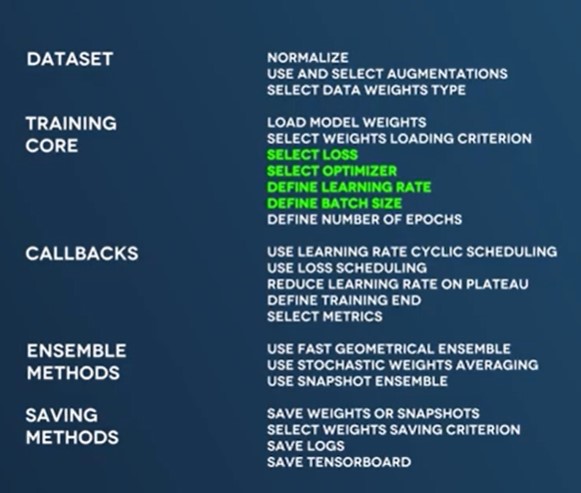 DATASET
NORMALIZE
USE AND SELECT AUGMENTATIONS
SELECT DATA WEIGHTS TYPE
TRAINING
CORE
LOAD MODEL WEIGHTS
SELECT WEIGHTS LOADING CRITERION
SELECT LOSS
SELECT OPTIMIZER
DEFINE LEARNING RATE
DEFINE BATCH SIZE
DEFINE NUMBER OF EPOCHS
CALLBACKS
USE LEARNING RATE CYCLIC SCHEDULING
USE LOSS SCHEDULING
REDUCE LEARNING RATE ON PLATEAU
DEFINE TRAINING END
SELECT METRICS
ENSEMBLE
METHODS
USE FAST GEOMETRICAL ENSEMBLE
USE STOCHASTIC WEIGHTS AVERAGING
USE SNAPSHOT ENSEMBLE
SAVING
METHODS
SAVE WEIGHTS OR SNAPSHOTS
SELECT WEIGHTS SAVING CRITERION
SAVE LOGS
SAVE TENSORBOARD